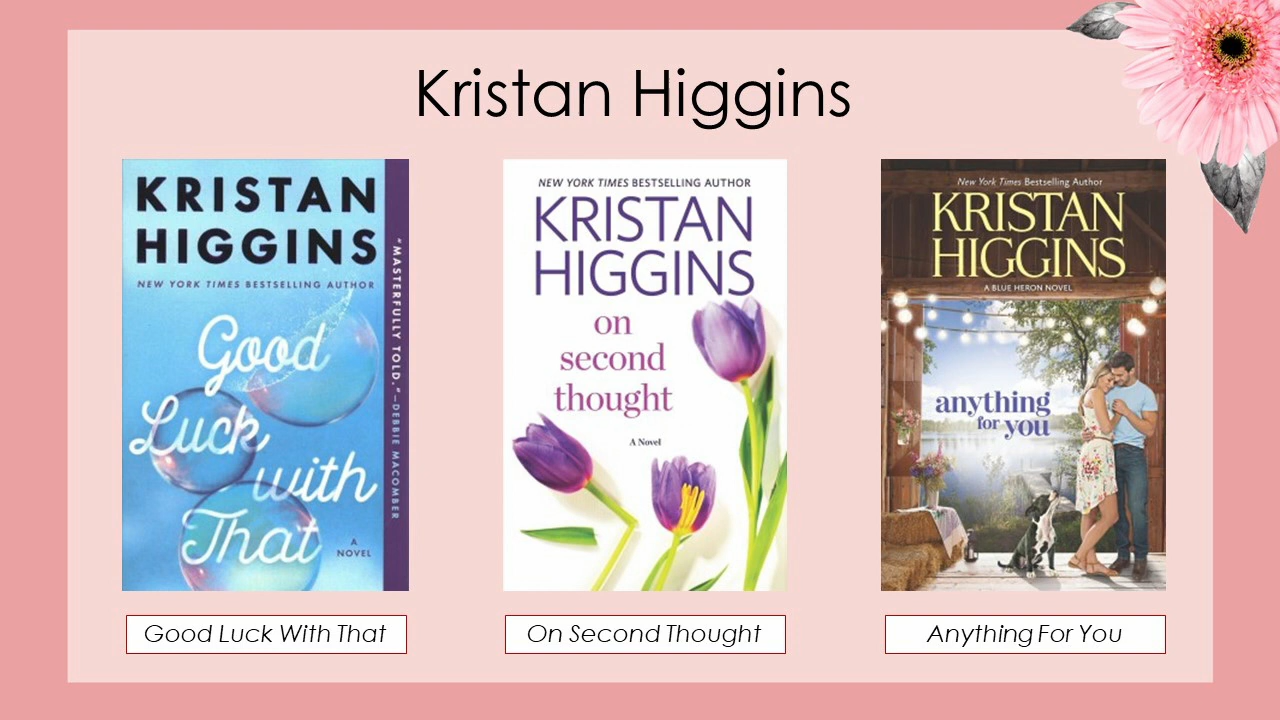 Kristan Higgins
KRISTAN
HIGGINS
NEW YORK TIMES BESTSELLING AUTHOR
Good
Luck
with
That
A
NOVEL
"MASTERFULLY TOLD."—DEBBIE MACOMBER
NEW YORK TIMES BESTSELLING AUTHOR
KRISTAN
HIGGINS
on
second
thought
A Novel
New York Times Bestselling Author
KRISTAN
HIGGINS
A BLUE HERON NOVEL
anything
for you
Good Luck With That
On Second Thought
Anything For You